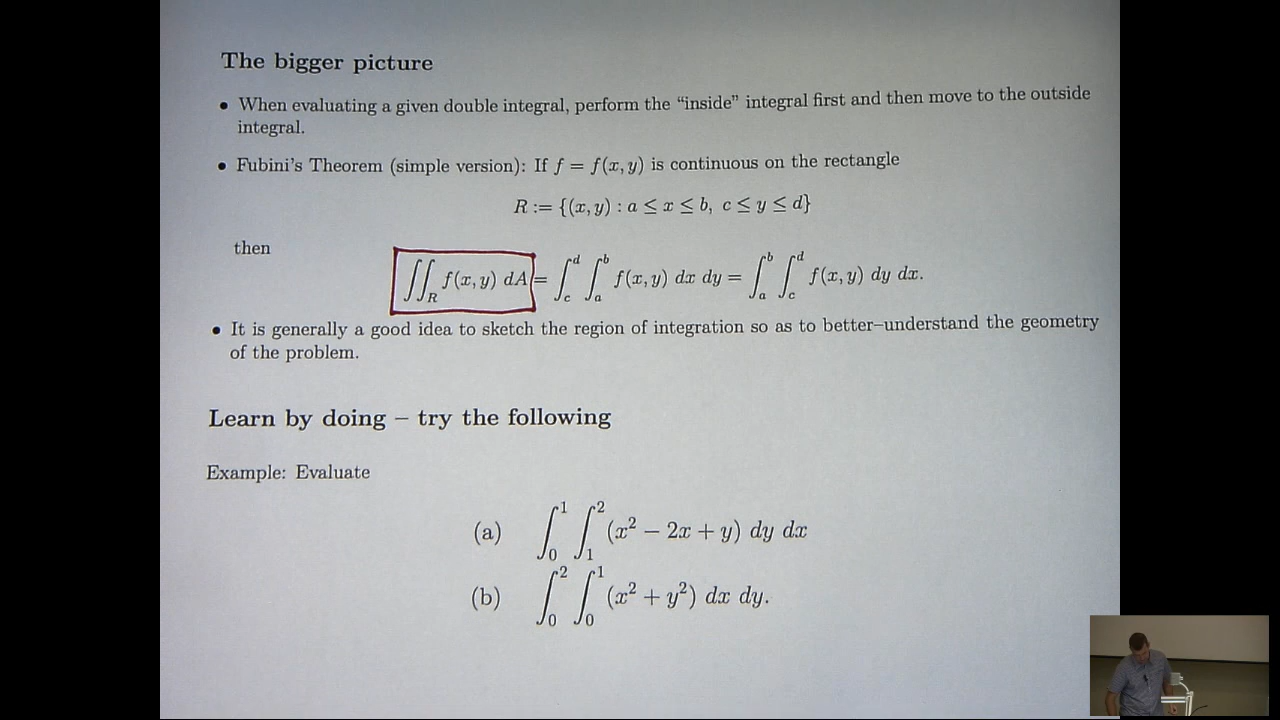 The bigger picture
• When evaluating a given double integral, perform the “inside” integral first and then move to the outside
integral.
• Fubini’s Theorem (simple version): If f = f(x, y) is continuous on the rectangle
R := {(x, y) : a ≤ x ≤ b, c ≤ y ≤ d}
then
∬_R f(x, y) dA = ∫_c^d ∫_a^b f(x, y) dx dy = ∫_a^b ∫_c^d f(x, y) dy dx.
• It is generally a good idea to sketch the region of integration so as to better–understand the geometry
of the problem.
Learn by doing – try the following
Example: Evaluate
(a) ∫_0^1 ∫_1^2 (x² − 2x + y) dy dx
(b) ∫_0^2 ∫_0^1 (x² + y²) dx dy.